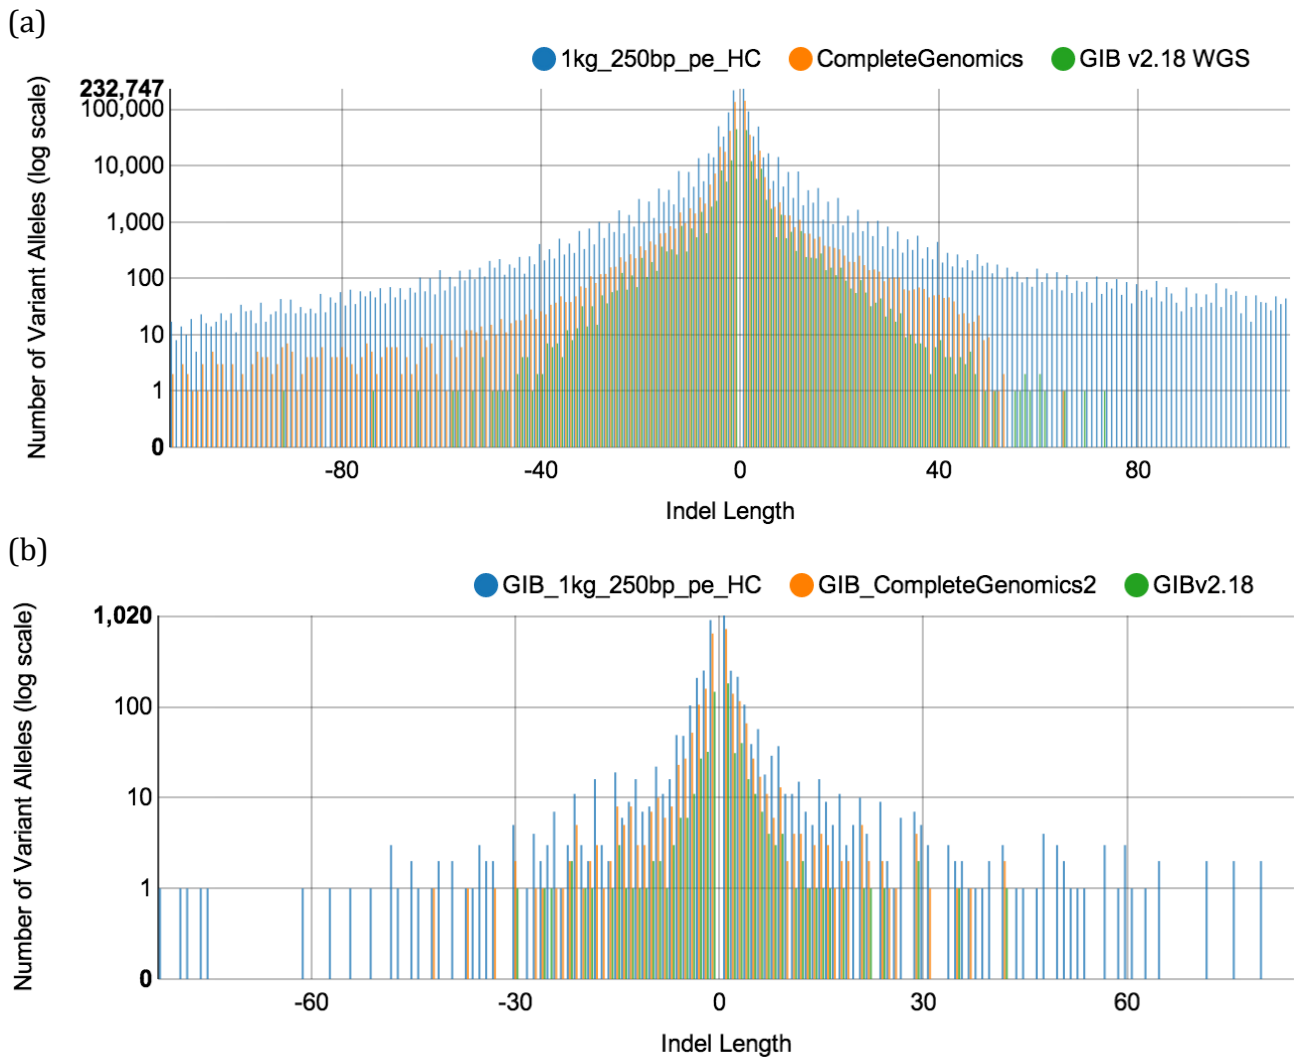 (a)
1kg_250bp_pe_HC CompleteGenomics GIB v2.18 WGS
Number of Variant Alleles (log scale)
232,747
100,000
10,000
1,000
100
10
1
0
-80 -40 0 40 80
Indel Length
(b)
GIB_1kg_250bp_pe_HC GIB_CompleteGenomics2 GIBv2.18
Number of Variant Alleles (log scale)
1,020
100
10
1
0
-60 -30 0 30 60
Indel Length